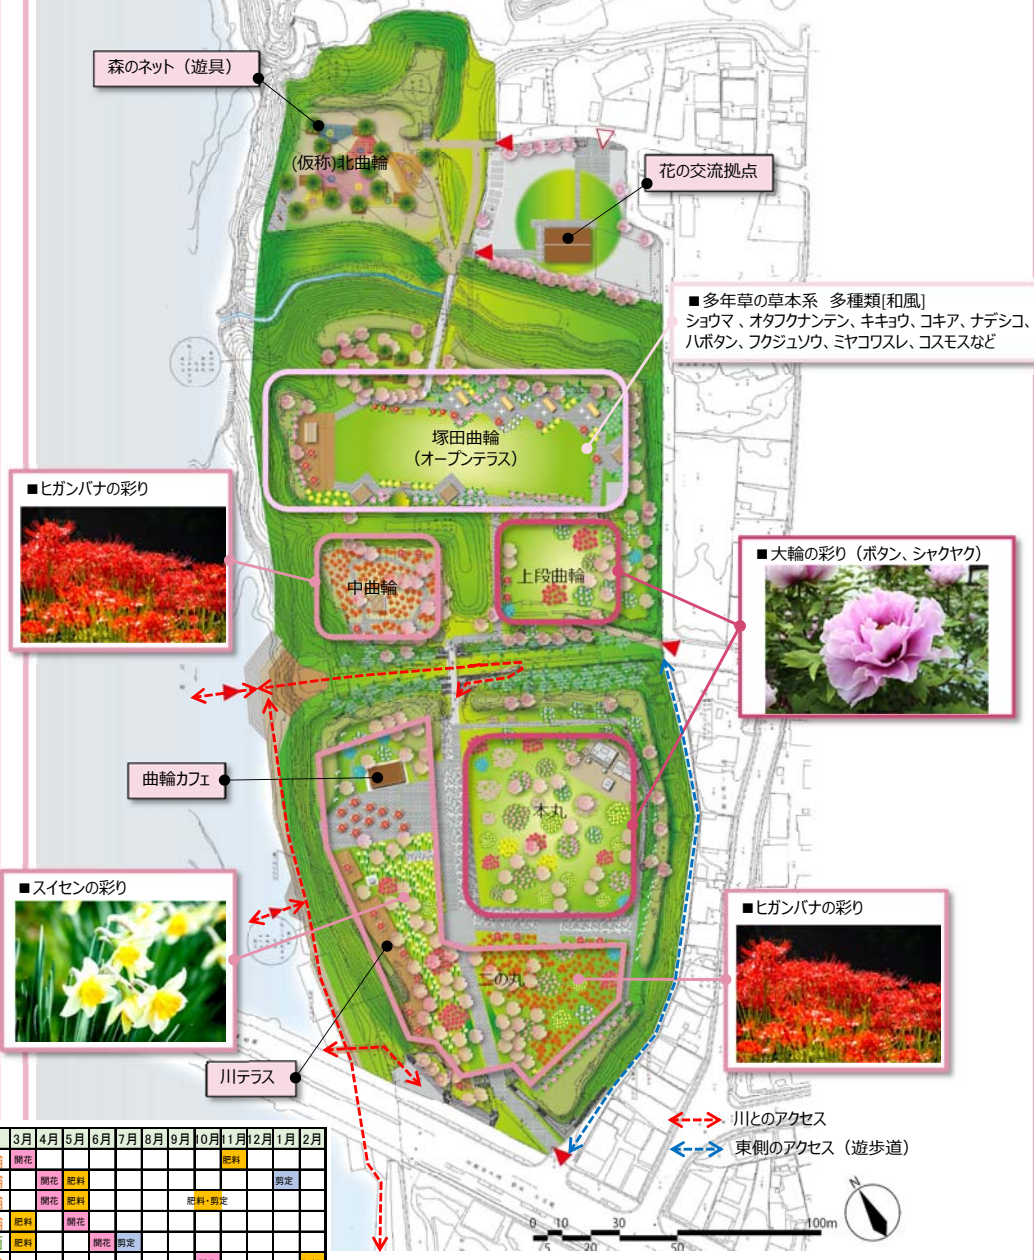 森のネット（遊具）
(仮称)北曲輪
花の交流拠点
■多年草の草本系　多種類[和風]
ショウマ 、オタフクナンテン、キキョウ、コキア、ナデシコ、
ハボタン、フクジュソウ、ミヤコワスレ、コスモスなど
塚田曲輪
（オープンテラス）
■ヒガンバナの彩り
中曲輪
上段曲輪
■大輪の彩り（ボタン、シャクヤク）
曲輪カフェ
本丸
■スイセンの彩り
■ヒガンバナの彩り
二の丸
川テラス
川とのアクセス
東側のアクセス（遊歩道）
3月 4月 5月 6月 7月 8月 9月 10月 11月 12月 1月 2月
開花 肥料
開花 肥料 剪定
開花 肥料 肥料・剪定
肥料 開花
肥料 開花 剪定
N
0 10 30 100m
5 20 50